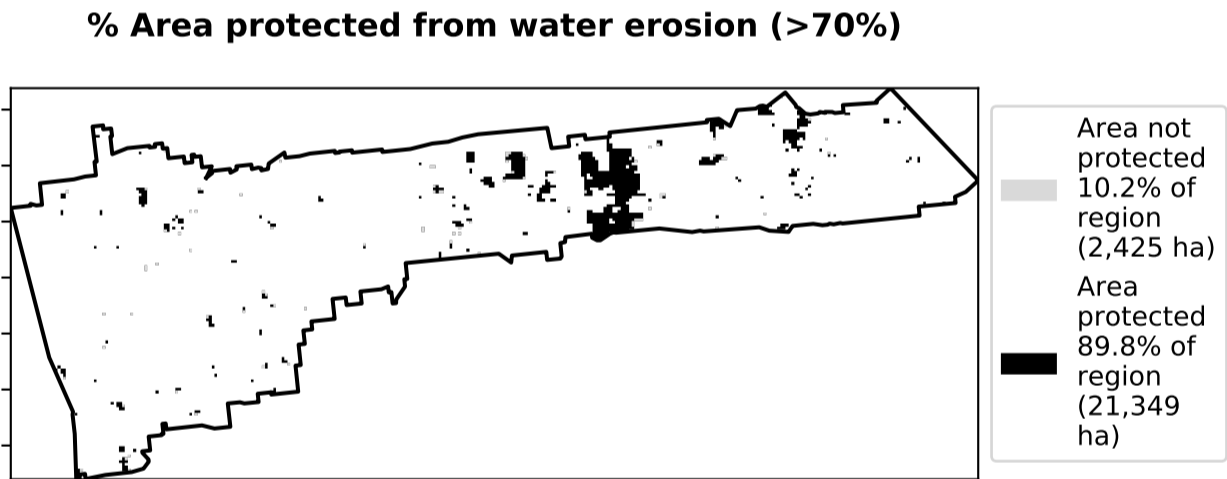 % Area protected from water erosion (>70%)
Area not
protected
10.2% of
region
(2,425 ha)
Area
protected
89.8% of
region
(21,349
ha)